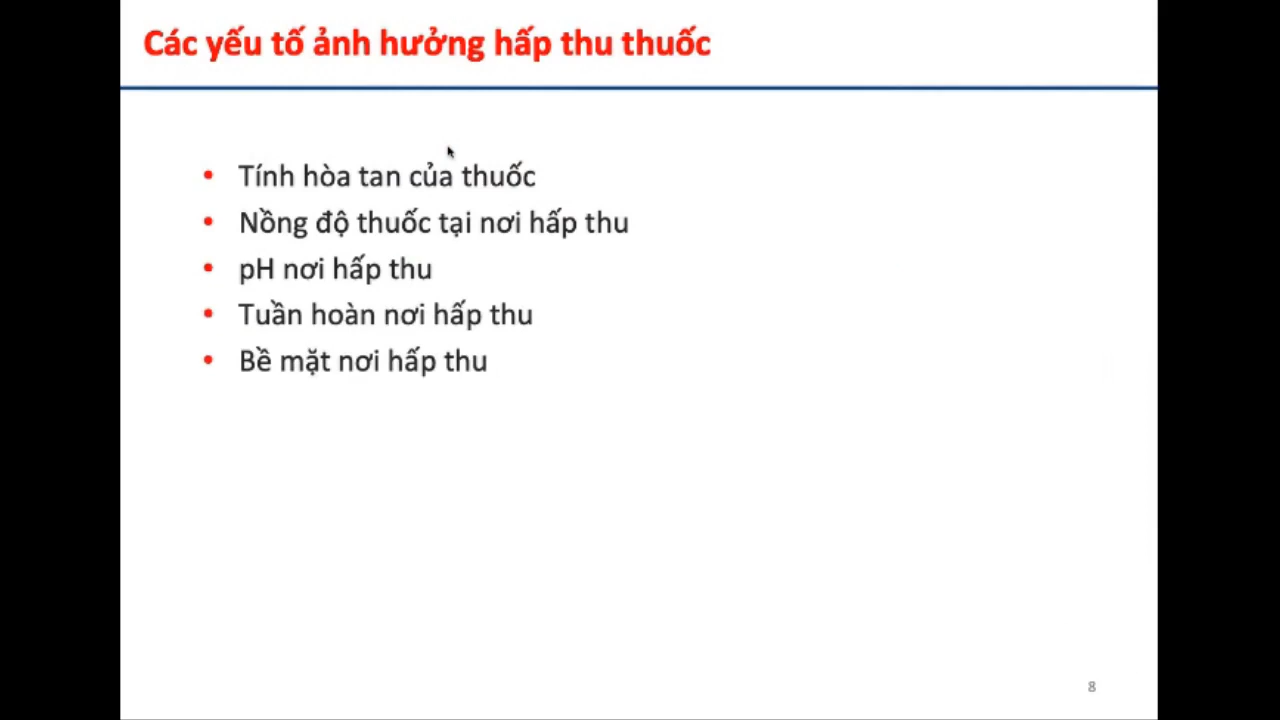 Các yếu tố ảnh hưởng hấp thu thuốc
• Tính hòa tan của thuốc
• Nồng độ thuốc tại nơi hấp thu
• pH nơi hấp thu
• Tuần hoàn nơi hấp thu
• Bề mặt nơi hấp thu
8